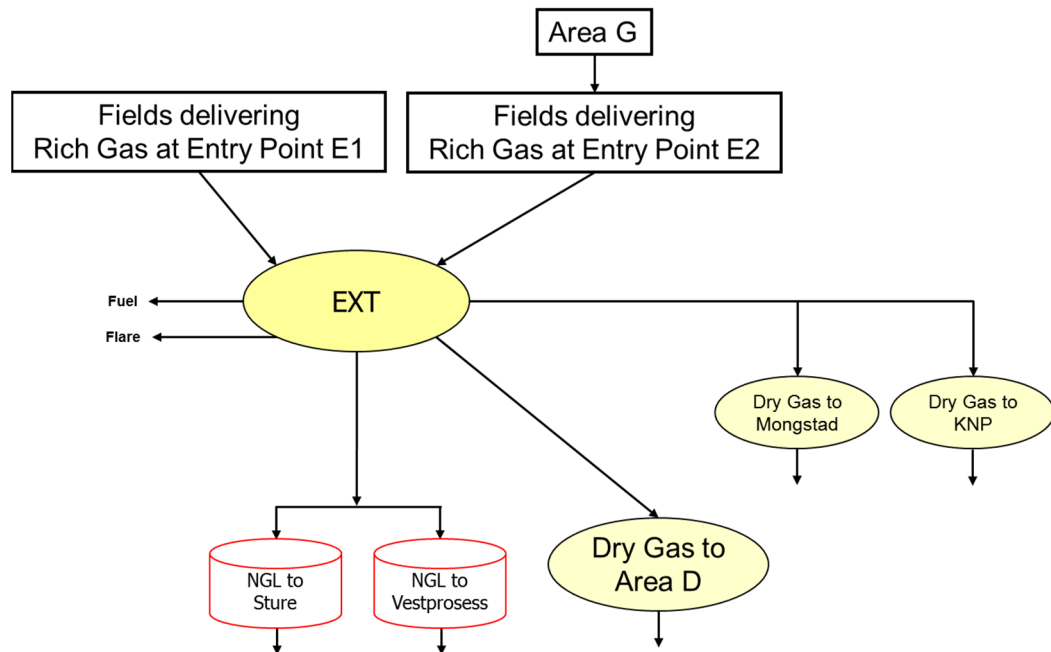 Area G
Fields delivering
Rich Gas at Entry Point E1
Fields delivering
Rich Gas at Entry Point E2
EXT
Fuel
Flare
Dry Gas to
Mongstad
Dry Gas to
KNP
NGL to
Sture
NGL to
Vestprosess
Dry Gas to
Area D